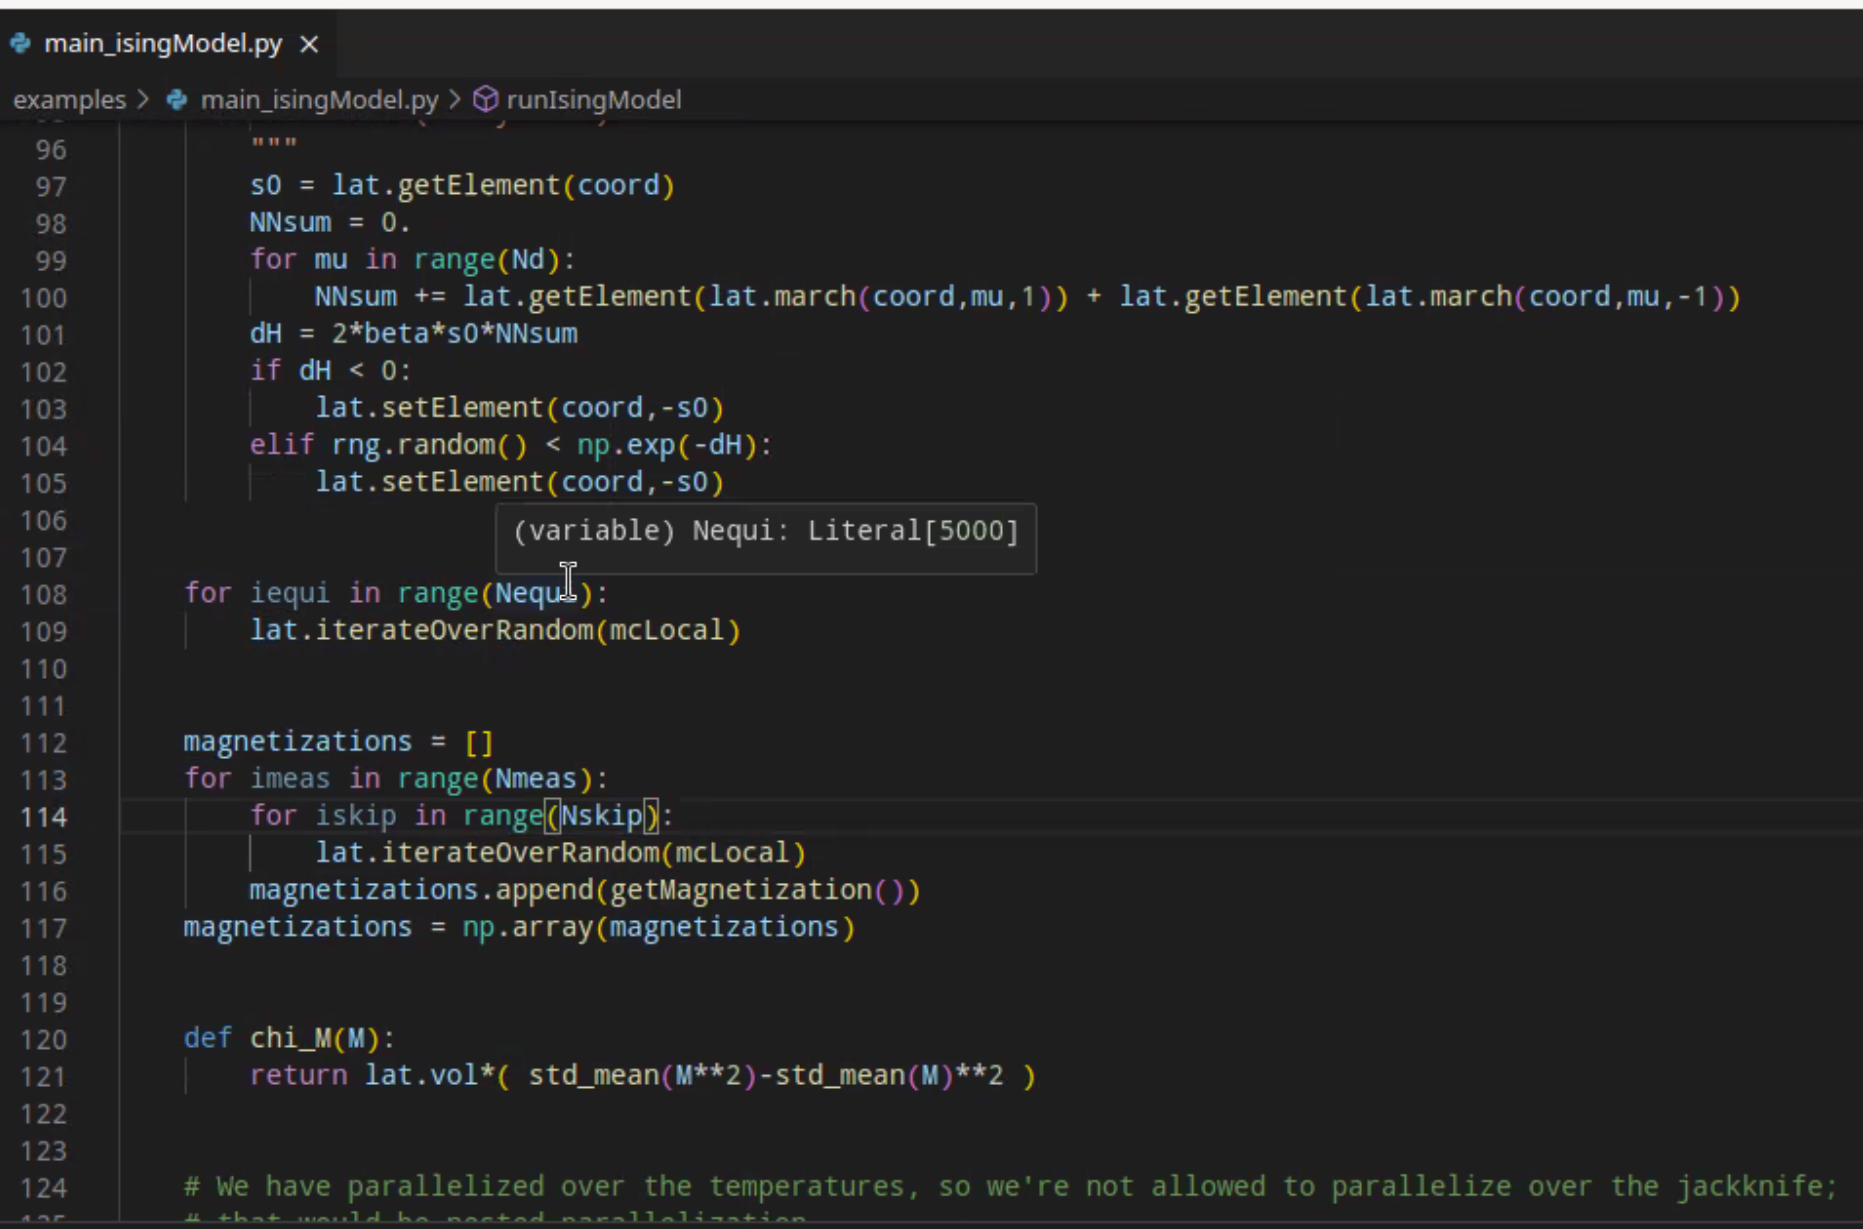 main_isingModel.py ×
examples > main_isingModel.py > runIsingModel
96 """
97 s0 = lat.getElement(coord)
98 NNsum = 0.
99 for mu in range(Nd):
100 NNsum += lat.getElement(lat.march(coord,mu,1)) + lat.getElement(lat.march(coord,mu,-1))
101 dH = 2*beta*s0*NNsum
102 if dH < 0:
103 lat.setElement(coord,-s0)
104 elif rng.random() < np.exp(-dH):
105 lat.setElement(coord,-s0)
106
(variable) Nequi: Literal[5000]
107
108 for iequi in range(Nequi):
109 lat.iterateOverRandom(mcLocal)
110
111
112 magnetizations = []
113 for imeas in range(Nmeas):
114 for iskip in range(Nskip):
115 lat.iterateOverRandom(mcLocal)
116 magnetizations.append(getMagnetization())
117 magnetizations = np.array(magnetizations)
118
119
120 def chi_M(M):
121 return lat.vol*( std_mean(M**2)-std_mean(M)**2 )
122
123
124 # We have parallelized over the temperatures, so we're not allowed to parallelize over the jackknife;
125 # that would be nested parallelization